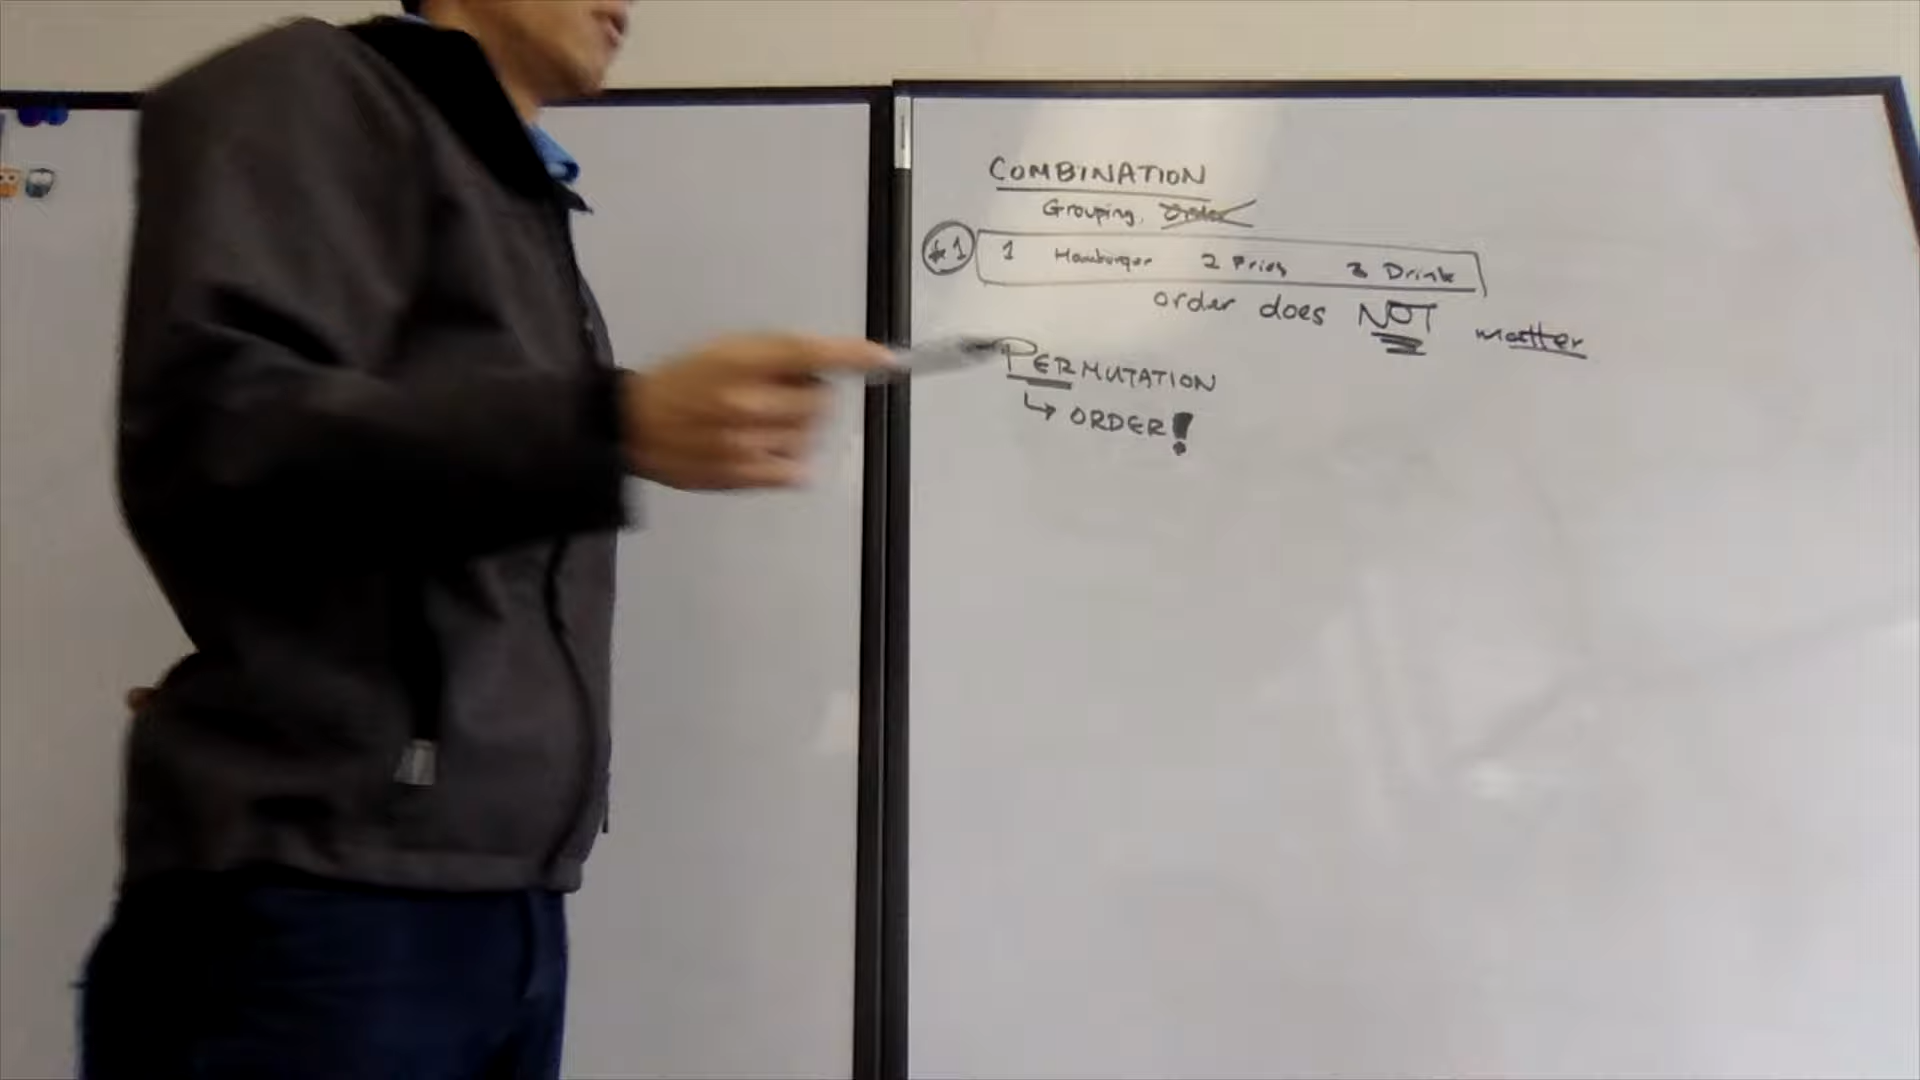 COMBINATION
Grouping, Order
#1 1 Hamburger 2 Fries 3 Drink
order does NOT matter
PERMUTATION
↳ ORDER!